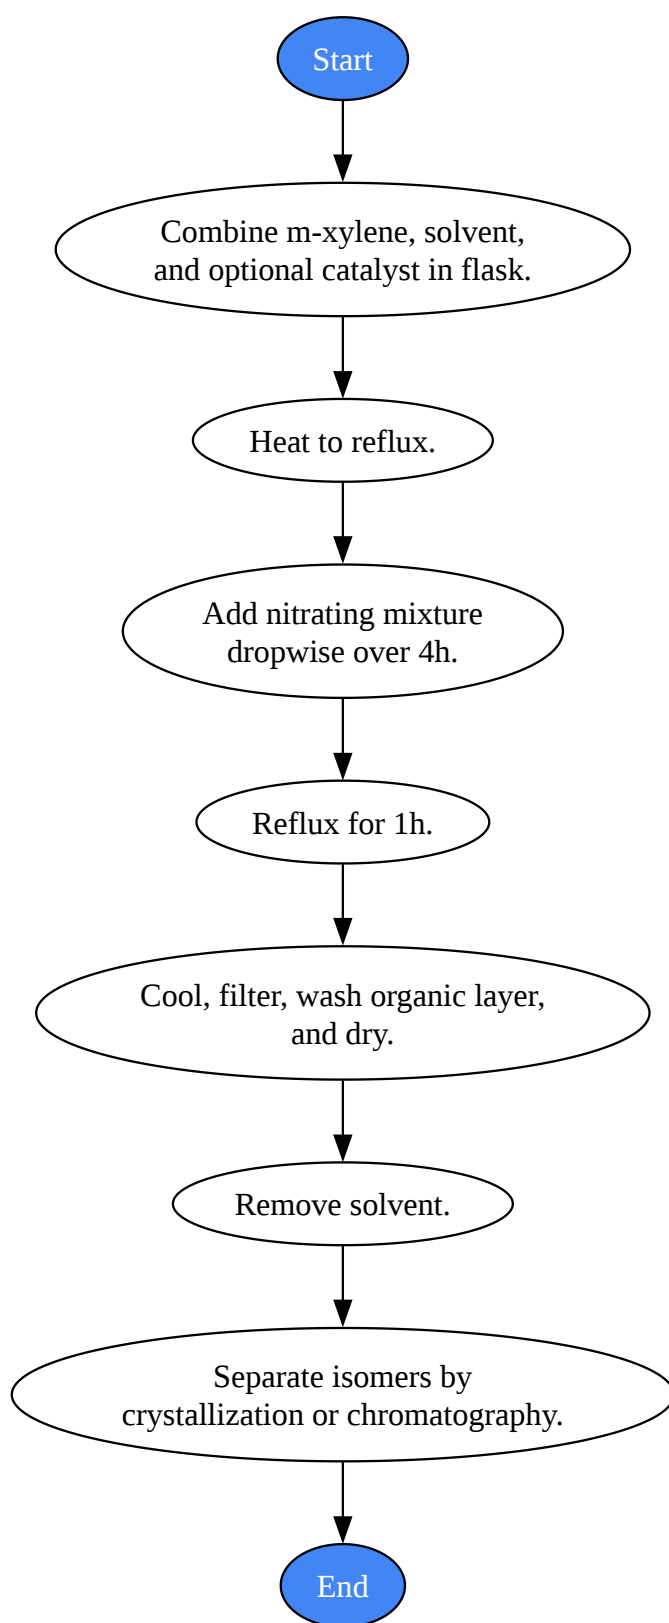 Start
Combine m-xylene, solvent,
and optional catalyst in flask.
Heat to reflux.
Add nitrating mixture
dropwise over 4h.
Reflux for 1h.
Cool, filter, wash organic layer,
and dry.
Remove solvent.
Separate isomers by
crystallization or chromatography.
End